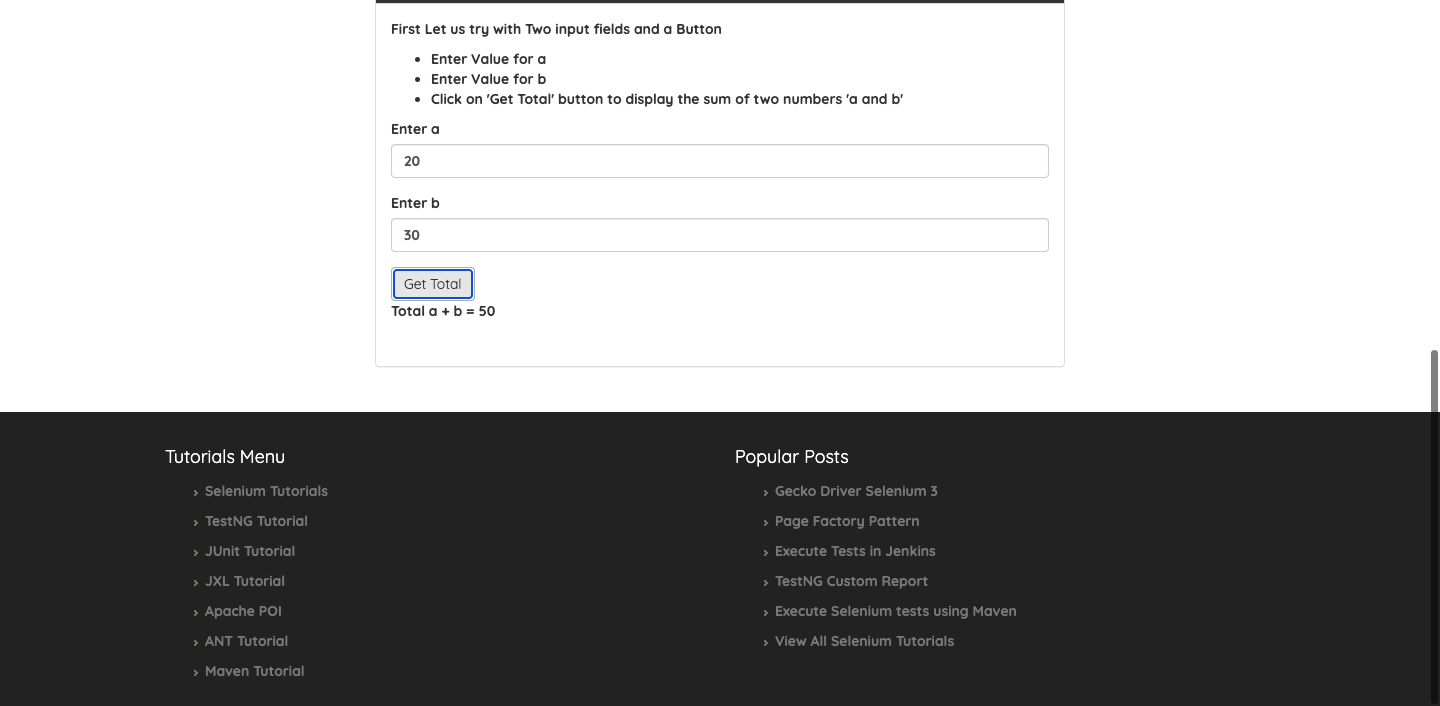 First Let us try with Two input fields and a Button
Enter Value for a
Enter Value for b
Click on 'Get Total' button to display the sum of two numbers 'a and b'
Enter a
20
Enter b
30
Get Total
Total a + b = 50
Tutorials Menu
Selenium Tutorials
TestNG Tutorial
JUnit Tutorial
JXL Tutorial
Apache POI
ANT Tutorial
Maven Tutorial
Popular Posts
Gecko Driver Selenium 3
Page Factory Pattern
Execute Tests in Jenkins
TestNG Custom Report
Execute Selenium tests using Maven
View All Selenium Tutorials